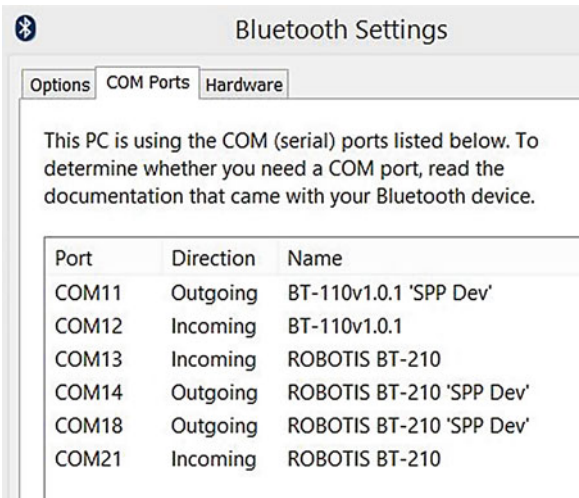 Bluetooth Settings
Options COM Ports Hardware
This PC is using the COM (serial) ports listed below. To
determine whether you need a COM port, read the
documentation that came with your Bluetooth device.
Port Direction Name
COM11 Outgoing BT-110v1.0.1 'SPP Dev'
COM12 Incoming BT-110v1.0.1
COM13 Incoming ROBOTIS BT-210
COM14 Outgoing ROBOTIS BT-210 'SPP Dev'
COM18 Outgoing ROBOTIS BT-210 'SPP Dev'
COM21 Incoming ROBOTIS BT-210